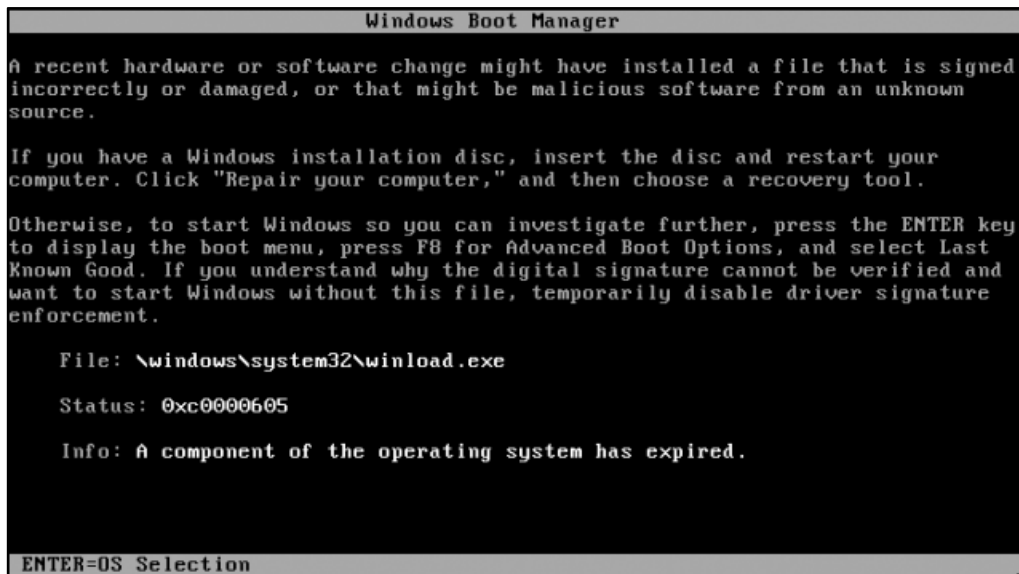 Windows Boot Manager
A recent hardware or software change might have installed a file that is signed
incorrectly or damaged, or that might be malicious software from an unknown
source.
If you have a Windows installation disc, insert the disc and restart your
computer. Click "Repair your computer," and then choose a recovery tool.
Otherwise, to start Windows so you can investigate further, press the ENTER key
to display the boot menu, press F8 for Advanced Boot Options, and select Last
Known Good. If you understand why the digital signature cannot be verified and
want to start Windows without this file, temporarily disable driver signature
enforcement.
File: \windows\system32\winload.exe
Status: 0xc0000605
Info: A component of the operating system has expired.
ENTER=OS Selection